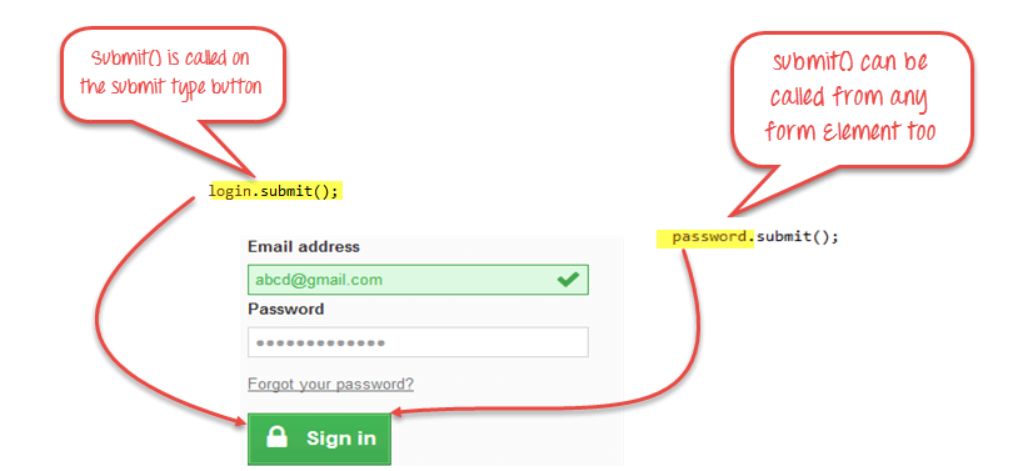 Submit() is called on
the submit type button
submit() can be
called from any
form Element too
login.submit();
password.submit();
Email address
abcd@gmail.com
Password
Forgot your password?
Sign in